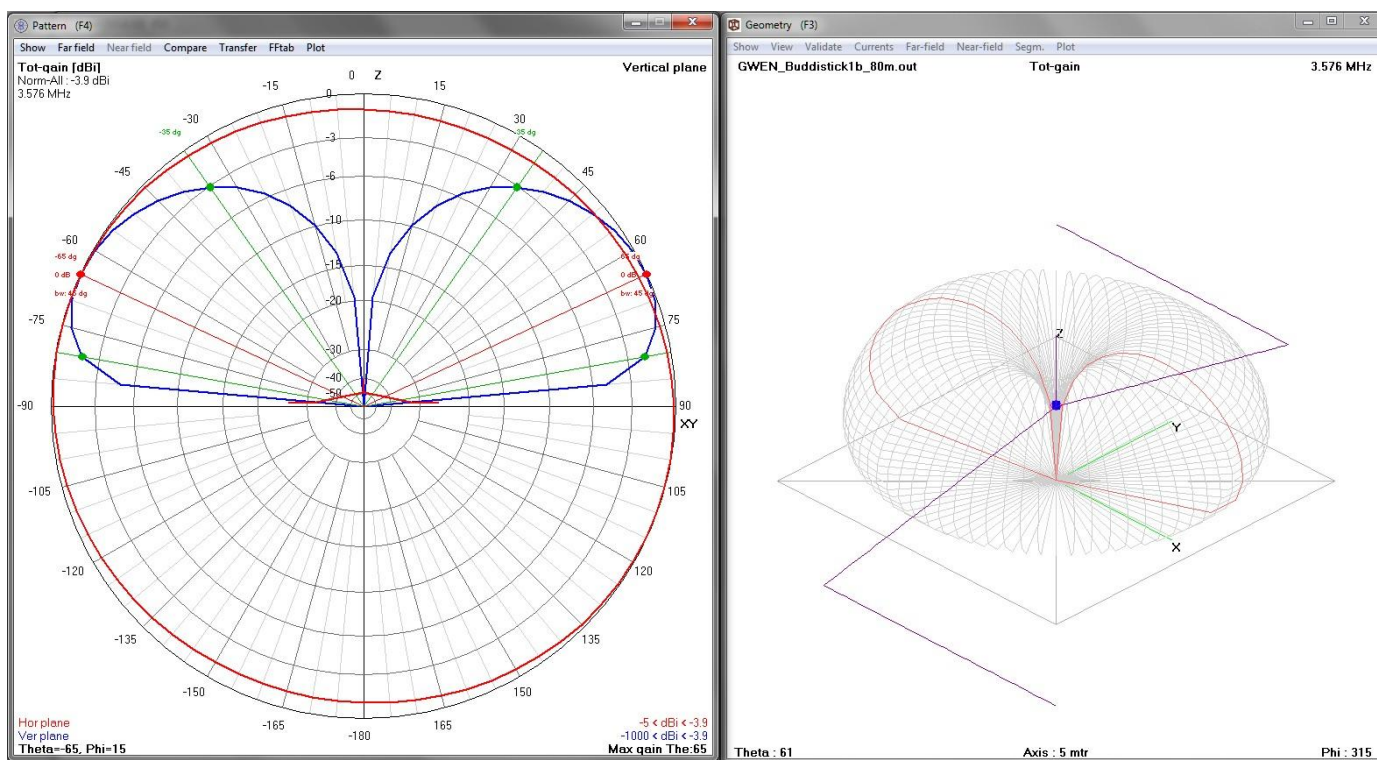 Pattern (F4)
Show Far field Near field Compare Transfer FFtab Plot
Tot-gain [dBi]
Vertical plane
Norm-All : -3.9 dBi
3.576 MHz
0 Z
-15 15
0
-30 30
-35 dg 35 dg
-3
-45 45
-6
-10
-60 60
-65 dg 65 dg
0 dB 0 dB
bw: 45 dg bw: 45 dg
-15
-20
-75 75
-30
-40
-50
-90 90
XY
-105 105
-120 120
-135 135
-150 150
-165 165
-180
Hor plane
-5 < dBi < -3.9
Ver plane
-1000 < dBi < -3.9
Theta=-65, Phi=15
Max gain The:65
Geometry (F3)
Show View Validate Currents Far-field Near-field Segm. Plot
GWEN_Buddistick1b_80m.out Tot-gain 3.576 MHz
Z
Y
X
Theta : 61 Axis : 5 mtr Phi : 315